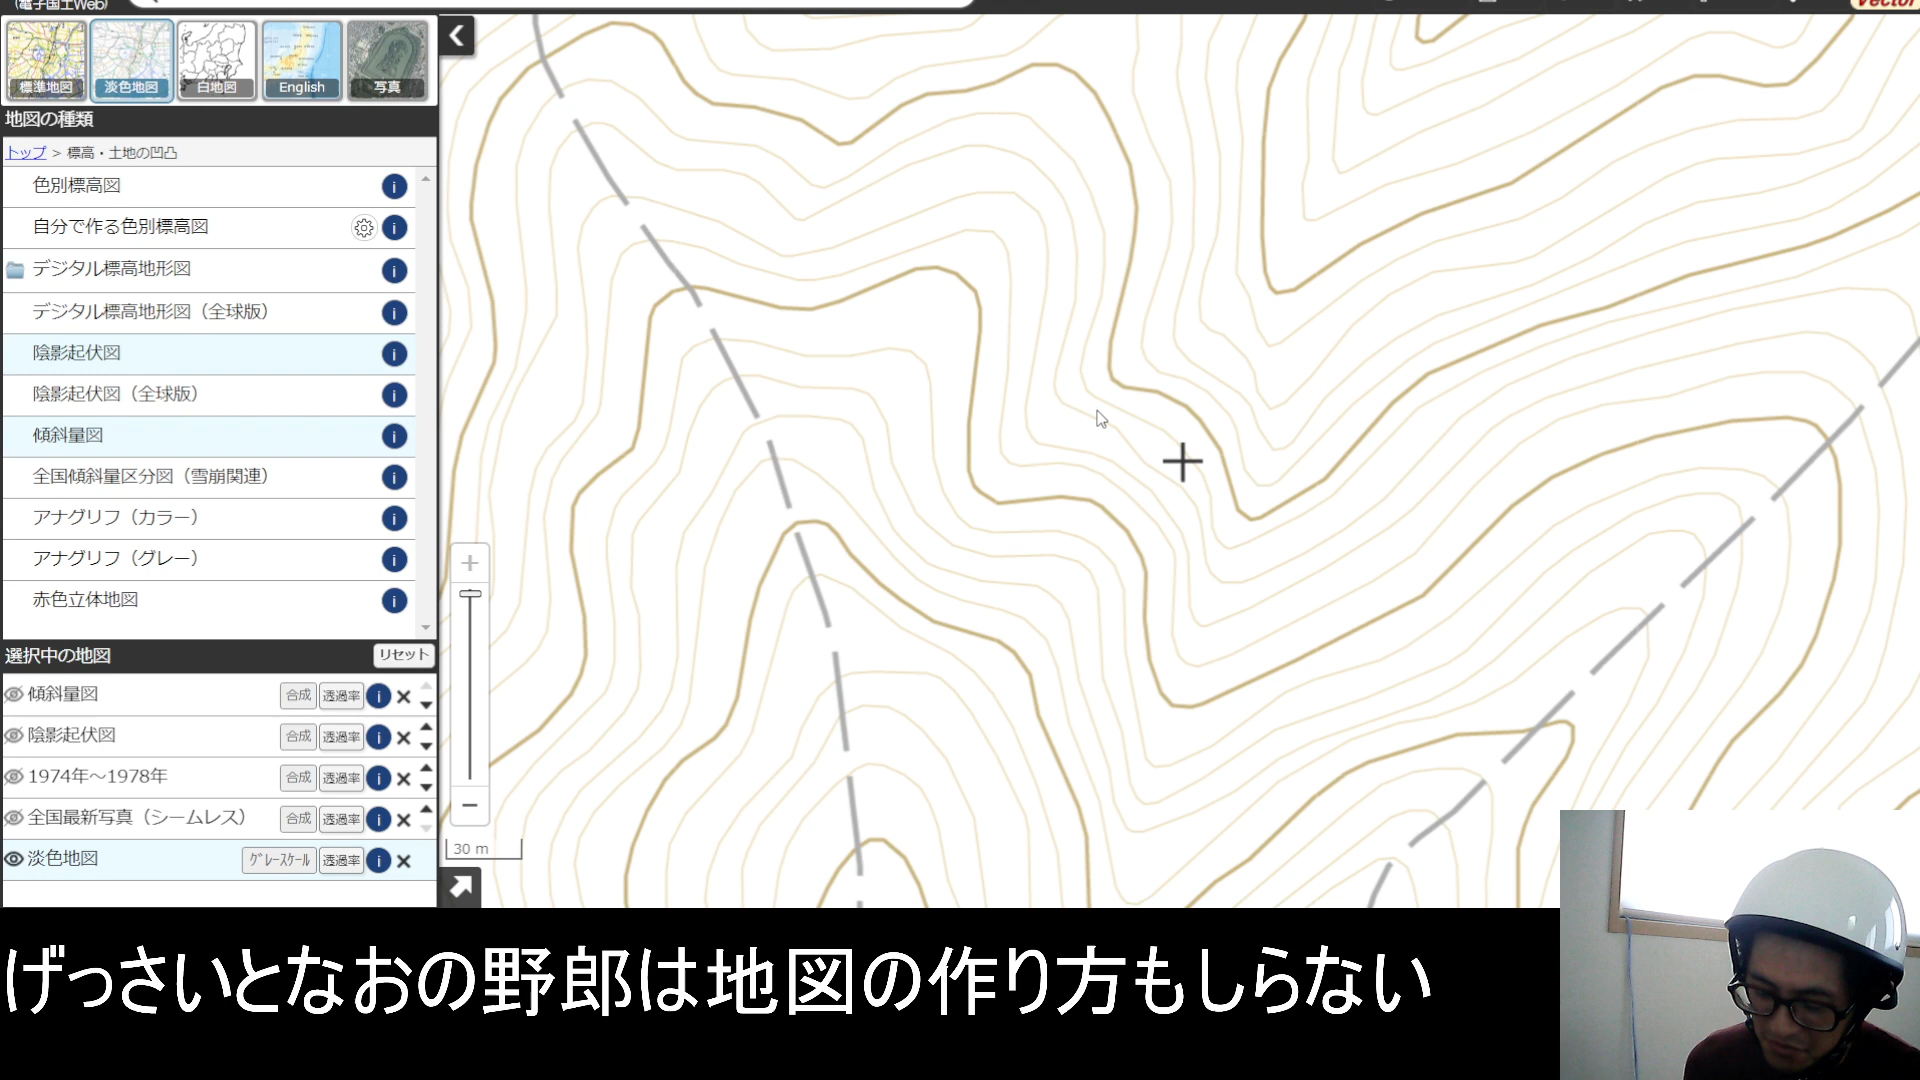 (電子国土Web)
Vector
標準地図
淡色地図
白地図
English
写真
地図の種類
トップ > 標高・土地の凹凸
色別標高図
自分で作る色別標高図
デジタル標高地形図
デジタル標高地形図（全球版）
陰影起伏図
陰影起伏図（全球版）
傾斜量図
全国傾斜量区分図（雪崩関連）
アナグリフ（カラー）
アナグリフ（グレー）
赤色立体地図
選択中の地図 リセット
傾斜量図 合成 透過率
陰影起伏図 合成 透過率
1974年～1978年 合成 透過率
全国最新写真（シームレス） 合成 透過率
淡色地図 ｸﾞﾚｰｽｹｰﾙ 透過率
30 m
げっさいとなおの野郎は地図の作り方もしらない